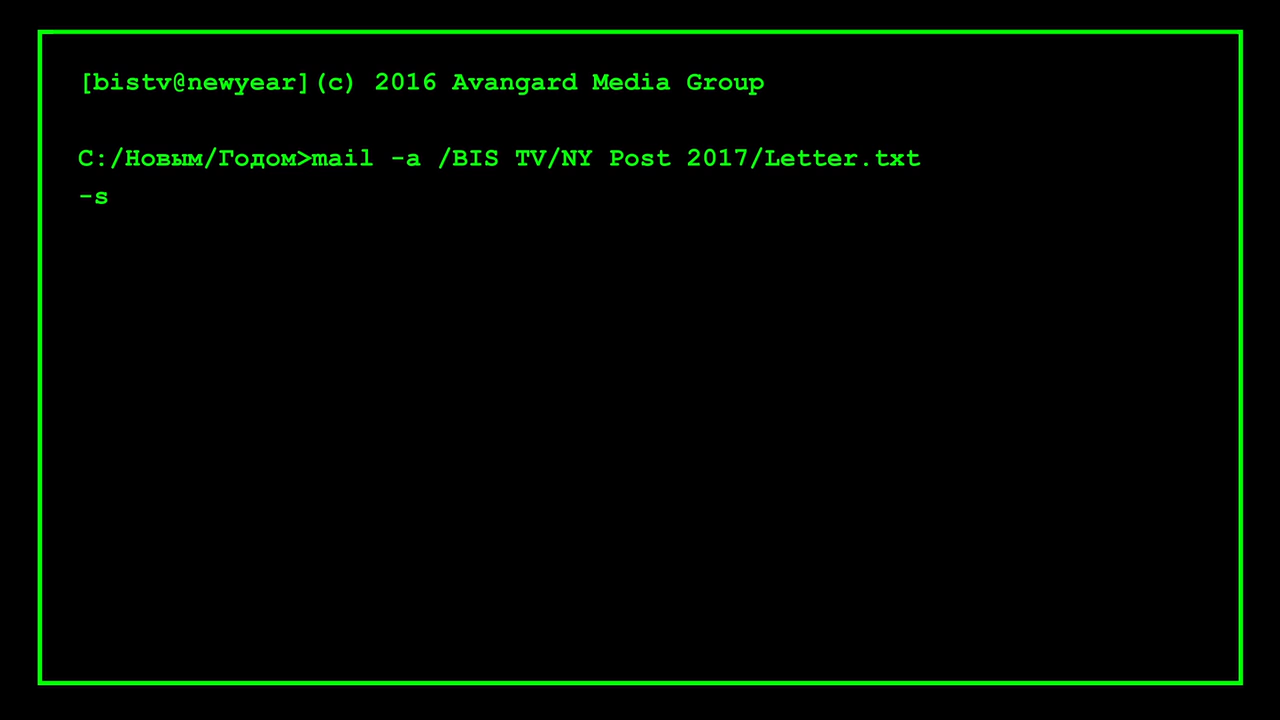 [bistv@newyear](c) 2016 Avangard Media Group
C:/Новым/Годом>mail -a /BIS TV/NY Post 2017/Letter.txt
-s